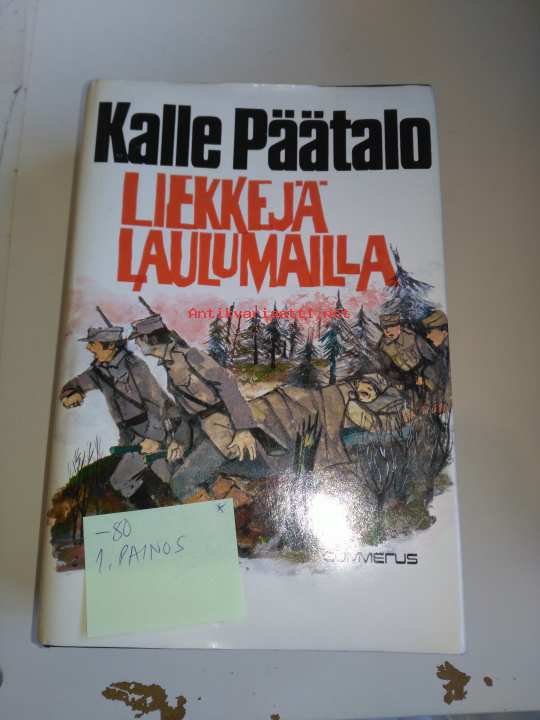 Kalle Päätalo
LIEKKEJÄ
LAULUMAILLA
Antikvariaatti.net
-80
1. PAINOS
GUMMERUS